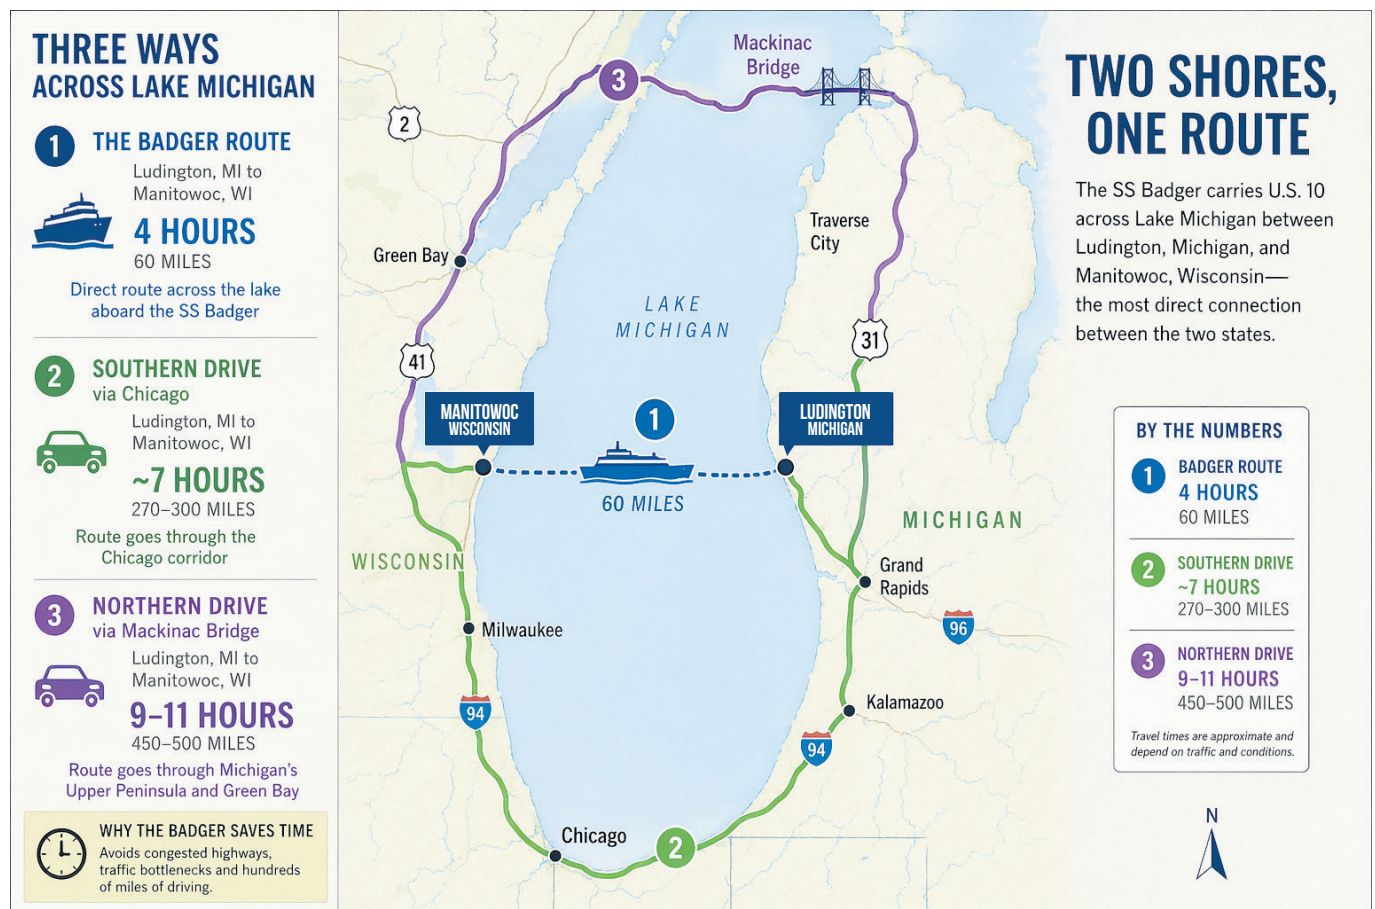 THREE WAYS
ACROSS LAKE MICHIGAN
1
THE BADGER ROUTE
Ludington, MI to
Manitowoc, WI
4 HOURS
60 MILES
Direct route across the lake
aboard the SS Badger
2
SOUTHERN DRIVE
via Chicago
Ludington, MI to
Manitowoc, WI
~7 HOURS
270–300 MILES
Route goes through the
Chicago corridor
3
NORTHERN DRIVE
via Mackinac Bridge
Ludington, MI to
Manitowoc, WI
9–11 HOURS
450–500 MILES
Route goes through Michigan's
Upper Peninsula and Green Bay
WHY THE BADGER SAVES TIME
Avoids congested highways,
traffic bottlenecks and hundreds
of miles of driving.
Mackinac
Bridge
3
2
Traverse
City
Green Bay
LAKE
MICHIGAN
31
41
MANITOWOC
WISCONSIN
1
LUDINGTON
MICHIGAN
60 MILES
MICHIGAN
WISCONSIN
Grand
Rapids
96
Milwaukee
94
Kalamazoo
94
Chicago
2
TWO SHORES,
ONE ROUTE
The SS Badger carries U.S. 10
across Lake Michigan between
Ludington, Michigan, and
Manitowoc, Wisconsin—
the most direct connection
between the two states.
BY THE NUMBERS
1
BADGER ROUTE
4 HOURS
60 MILES
2
SOUTHERN DRIVE
~7 HOURS
270–300 MILES
3
NORTHERN DRIVE
9–11 HOURS
450–500 MILES
Travel times are approximate and
depend on traffic and conditions.
N